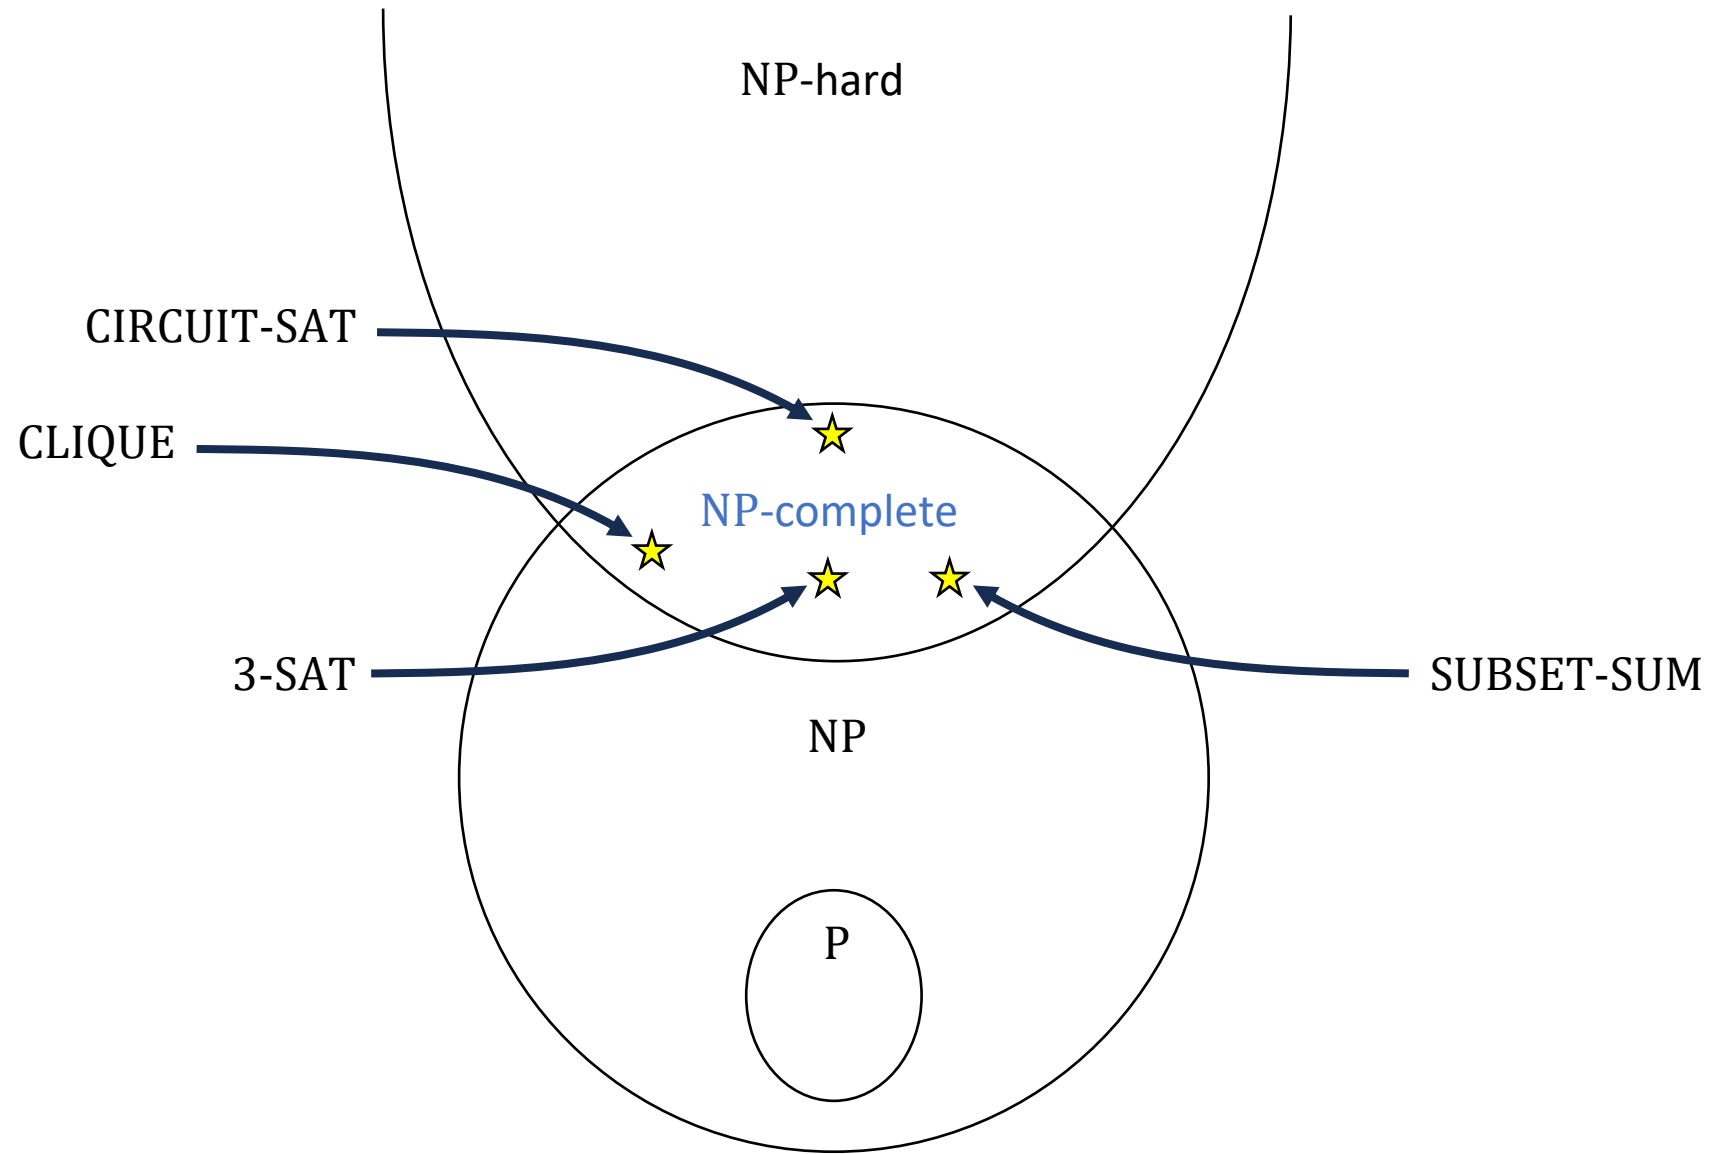 NP-hard
CIRCUIT-SAT
CLIQUE
NP-complete
3-SAT
SUBSET-SUM
NP
P